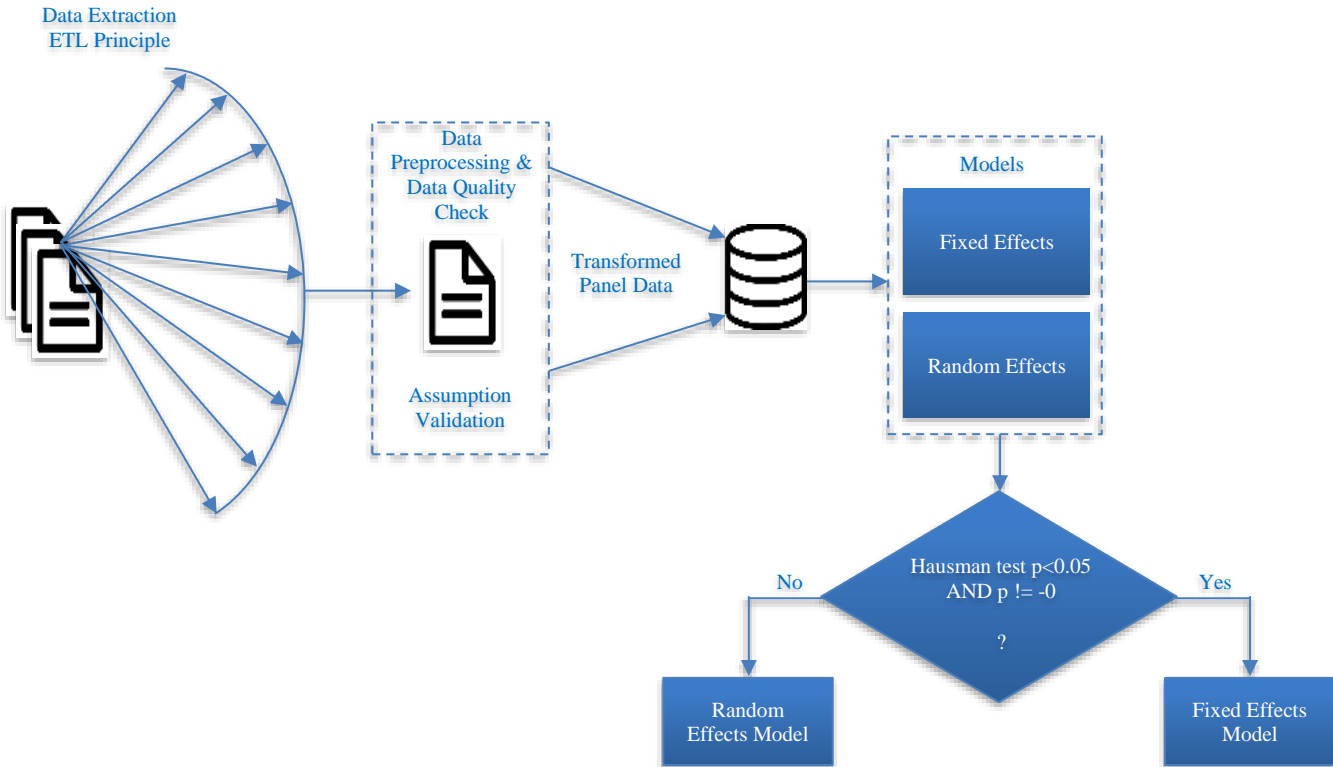 Data Extraction
ETL Principle
Data
Preprocessing &
Data Quality
Check
Assumption
Validation
Transformed
Panel Data
Models
Fixed Effects
Random Effects
Hausman test p<0.05
AND p != -0
?
No
Yes
Random
Effects Model
Fixed Effects
Model